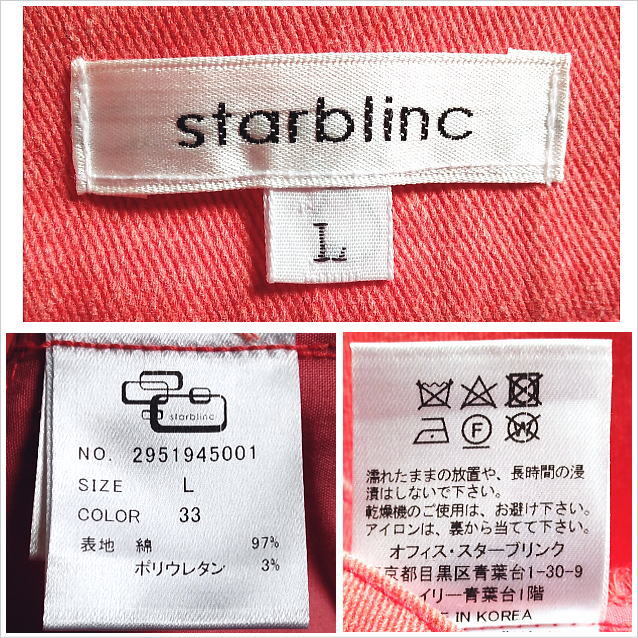 starblinc
L
starblinc
NO. 2951945001
SIZE L
COLOR 33
表地 綿 97%
ポリウレタン 3%
F
W
濡れたままの放置や、長時間の浸
漬はしないで下さい。
乾燥機のご使用は、お避け下さい。
アイロンは、裏から当てて下さい。
オフィス・スターブリンク
京都目黒区青葉台1-30-9
イリー青葉台1階
IN KOREA